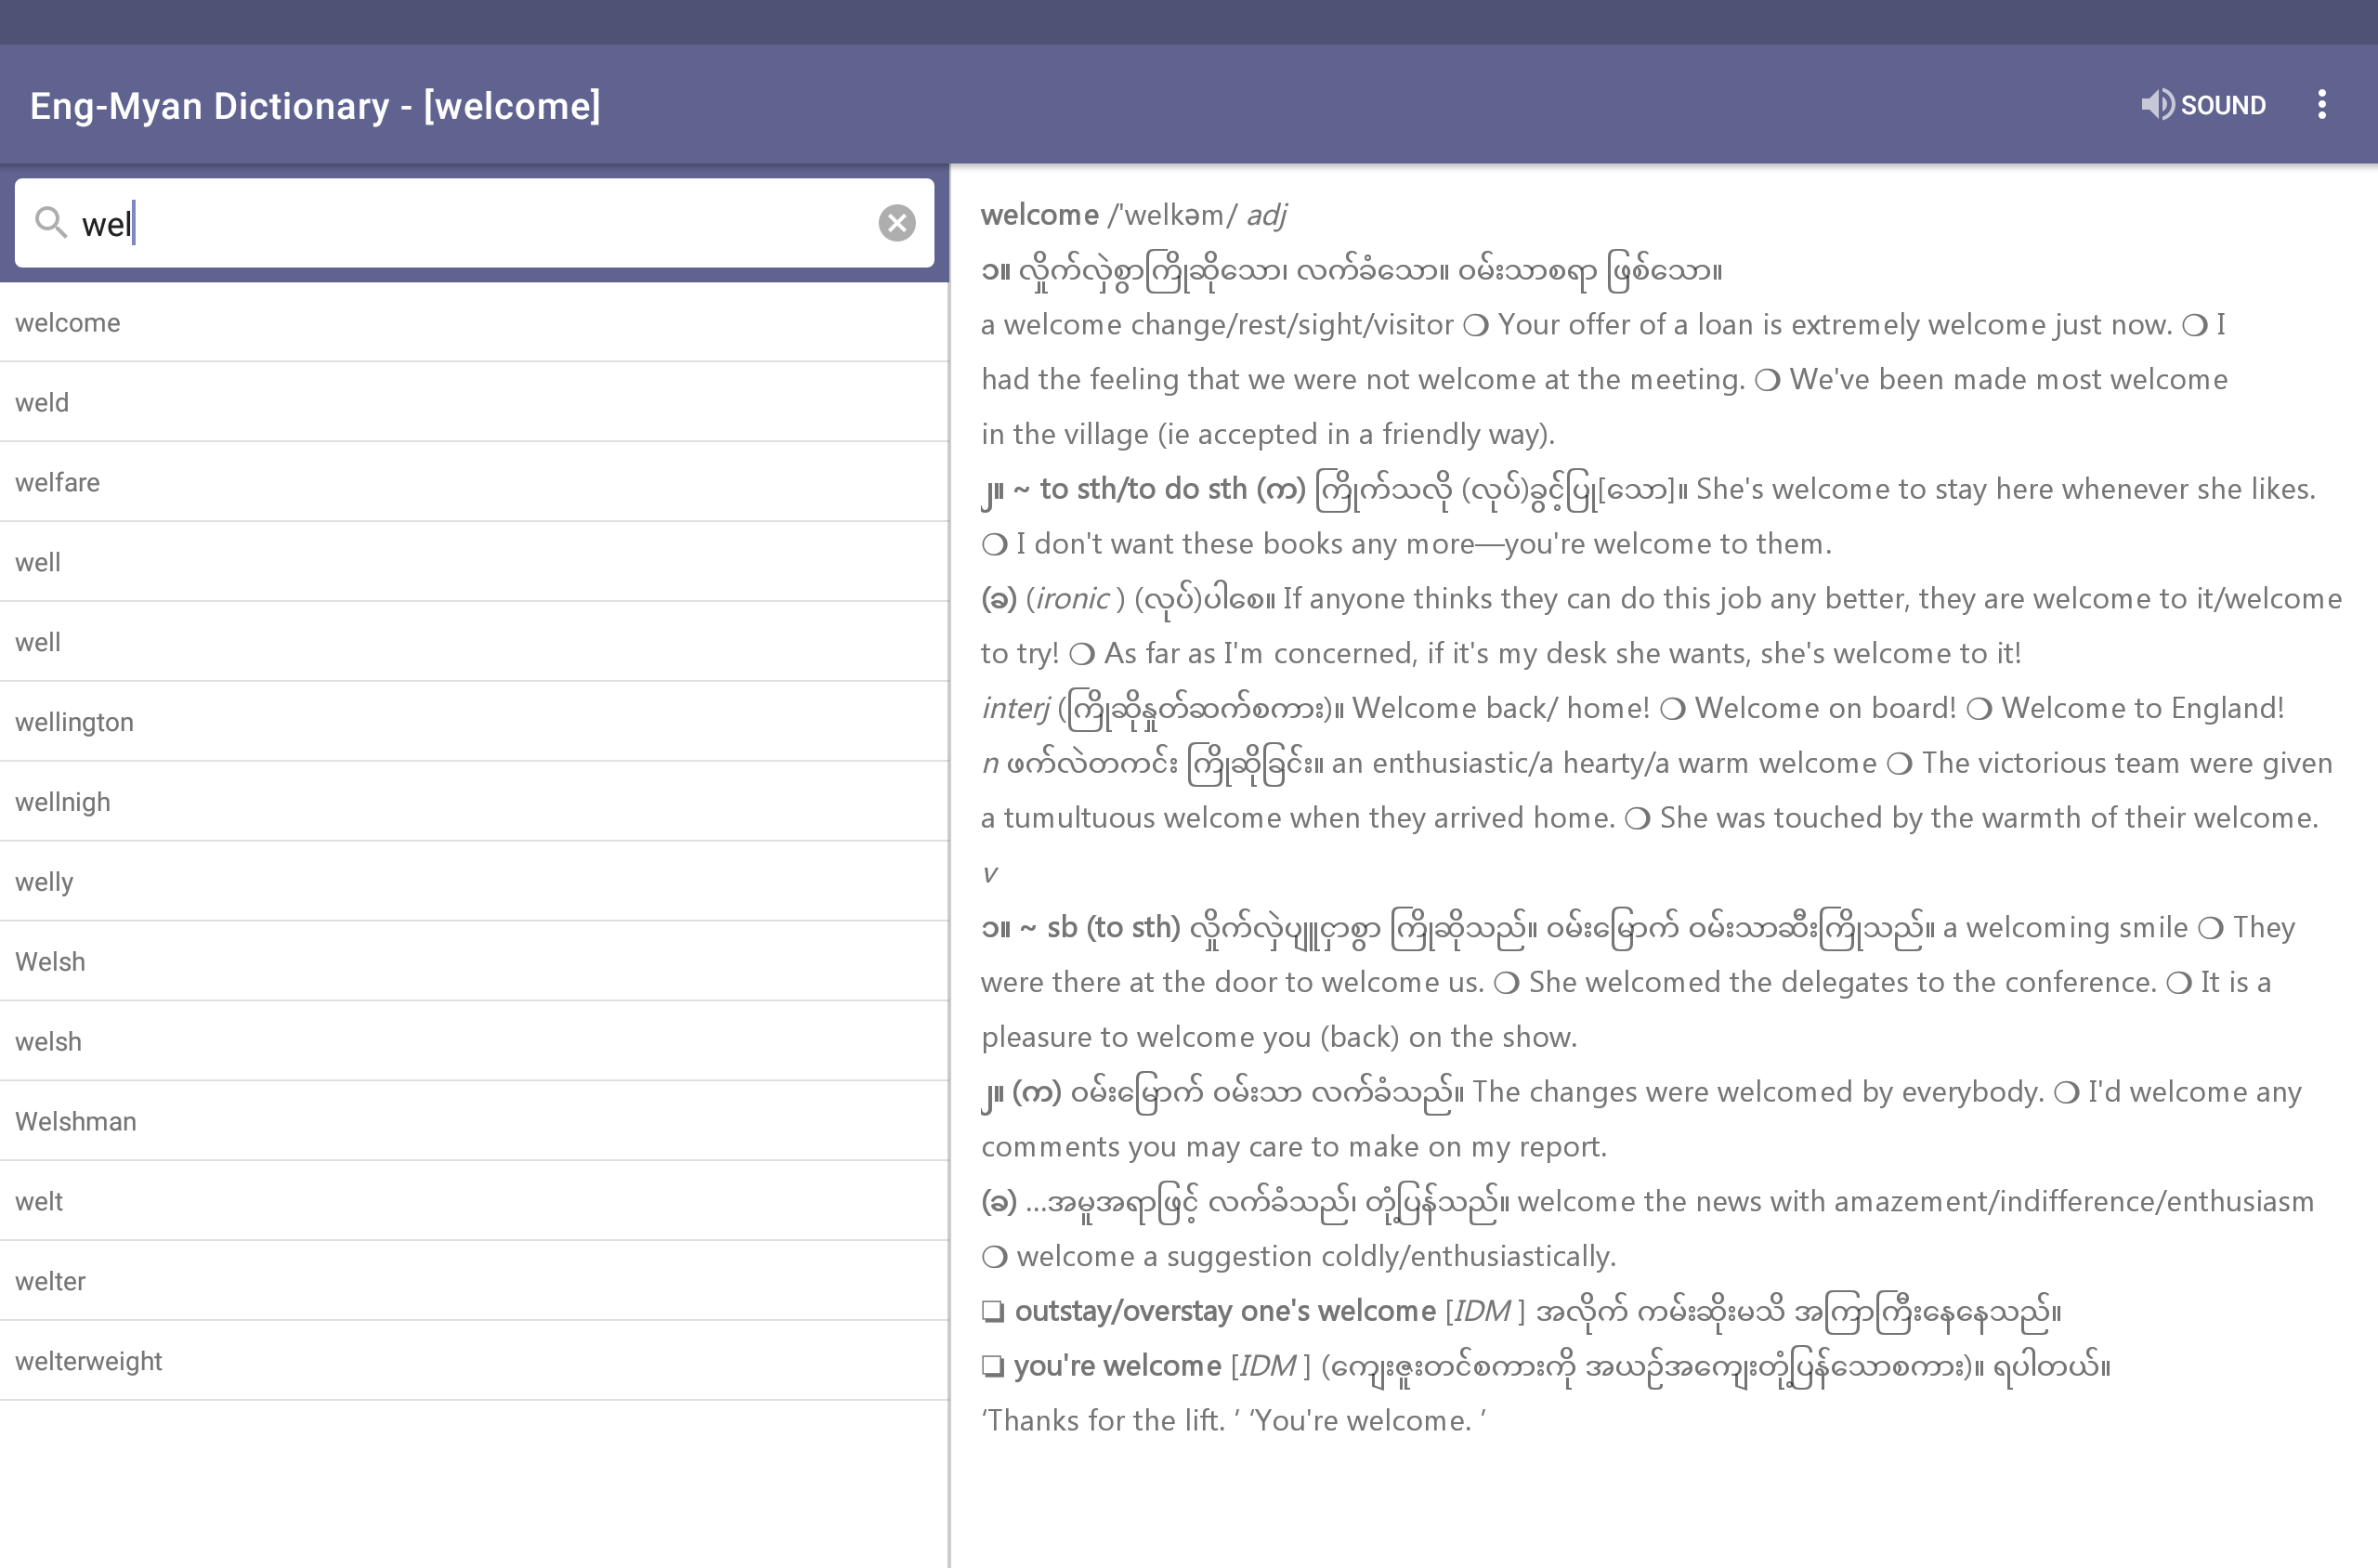 Eng-Myan Dictionary - [welcome]
SOUND
wel
welcome
weld
welfare
well
well
wellington
wellnigh
welly
Welsh
welsh
Welshman
welt
welter
welterweight
welcome /'welkəm/ adj
၁။ လှိုက်လှဲစွာကြိုဆိုသော၊ လက်ခံသော။ ဝမ်းသာစရာ ဖြစ်သော။
a welcome change/rest/sight/visitor ❍ Your offer of a loan is extremely welcome just now. ❍ I
had the feeling that we were not welcome at the meeting. ❍ We've been made most welcome
in the village (ie accepted in a friendly way).
၂။ ~ to sth/to do sth (က) ကြိုက်သလို (လုပ်)ခွင့်ပြု[သော]။ She's welcome to stay here whenever she likes.
❍ I don't want these books any more—you're welcome to them.
(ခ) (ironic ) (လုပ်)ပါစေ။ If anyone thinks they can do this job any better, they are welcome to it/welcome
to try! ❍ As far as I'm concerned, if it's my desk she wants, she's welcome to it!
interj (ကြိုဆိုနှုတ်ဆက်စကား)။ Welcome back/ home! ❍ Welcome on board! ❍ Welcome to England!
n ဖက်လဲတကင်း ကြိုဆိုခြင်း။ an enthusiastic/a hearty/a warm welcome ❍ The victorious team were given
a tumultuous welcome when they arrived home. ❍ She was touched by the warmth of their welcome.
v
၁။ ~ sb (to sth) လှိုက်လှဲပျူငှာစွာ ကြိုဆိုသည်။ ဝမ်းမြောက် ဝမ်းသာဆီးကြိုသည်။ a welcoming smile ❍ They
were there at the door to welcome us. ❍ She welcomed the delegates to the conference. ❍ It is a
pleasure to welcome you (back) on the show.
၂။ (က) ဝမ်းမြောက် ဝမ်းသာ လက်ခံသည်။ The changes were welcomed by everybody. ❍ I'd welcome any
comments you may care to make on my report.
(ခ) ...အမူအရာဖြင့် လက်ခံသည်၊ တုံ့ပြန်သည်။ welcome the news with amazement/indifference/enthusiasm
❍ welcome a suggestion coldly/enthusiastically.
❏ outstay/overstay one's welcome [IDM ] အလိုက် ကမ်းဆိုးမသိ အကြာကြီးနေနေသည်။
❏ you're welcome [IDM ] (ကျေးဇူးတင်စကားကို အယဉ်အကျေးတုံ့ပြန်သောစကား)။ ရပါတယ်။
‘Thanks for the lift. ’ ‘You're welcome. ’